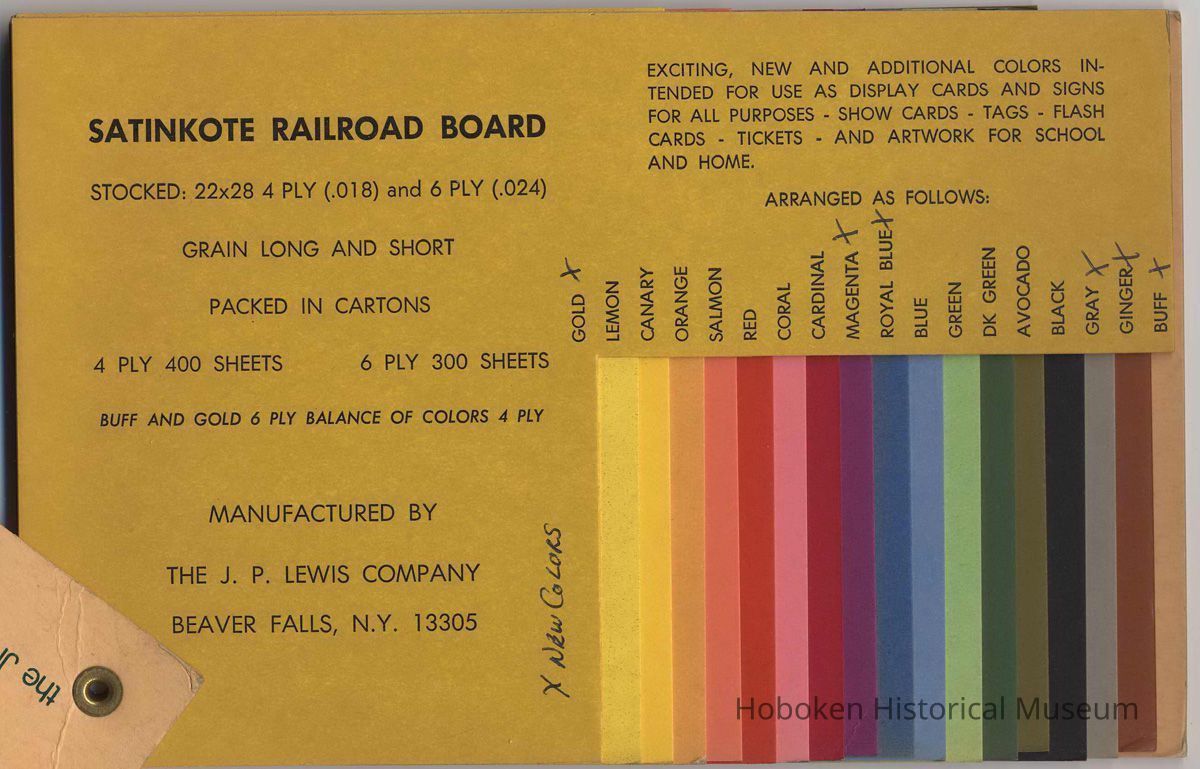 SATINKOTE RAILROAD BOARD
STOCKED: 22x28 4 PLY (.018) and 6 PLY (.024)
GRAIN LONG AND SHORT
PACKED IN CARTONS
4 PLY 400 SHEETS 6 PLY 300 SHEETS
BUFF AND GOLD 6 PLY BALANCE OF COLORS 4 PLY
MANUFACTURED BY
THE J. P. LEWIS COMPANY
BEAVER FALLS, N.Y. 13305
EXCITING, NEW AND ADDITIONAL COLORS IN-
TENDED FOR USE AS DISPLAY CARDS AND SIGNS
FOR ALL PURPOSES - SHOW CARDS - TAGS - FLASH
CARDS - TICKETS - AND ARTWORK FOR SCHOOL
AND HOME.
ARRANGED AS FOLLOWS:
GOLD X
LEMON
CANARY
ORANGE
SALMON
RED
CORAL
CARDINAL
MAGENTA X
ROYAL BLUE X
BLUE
GREEN
DK GREEN
AVOCADO
BLACK
GRAY X
GINGER X
BUFF X
X NEW COLORS
the
Hoboken Historical Museum